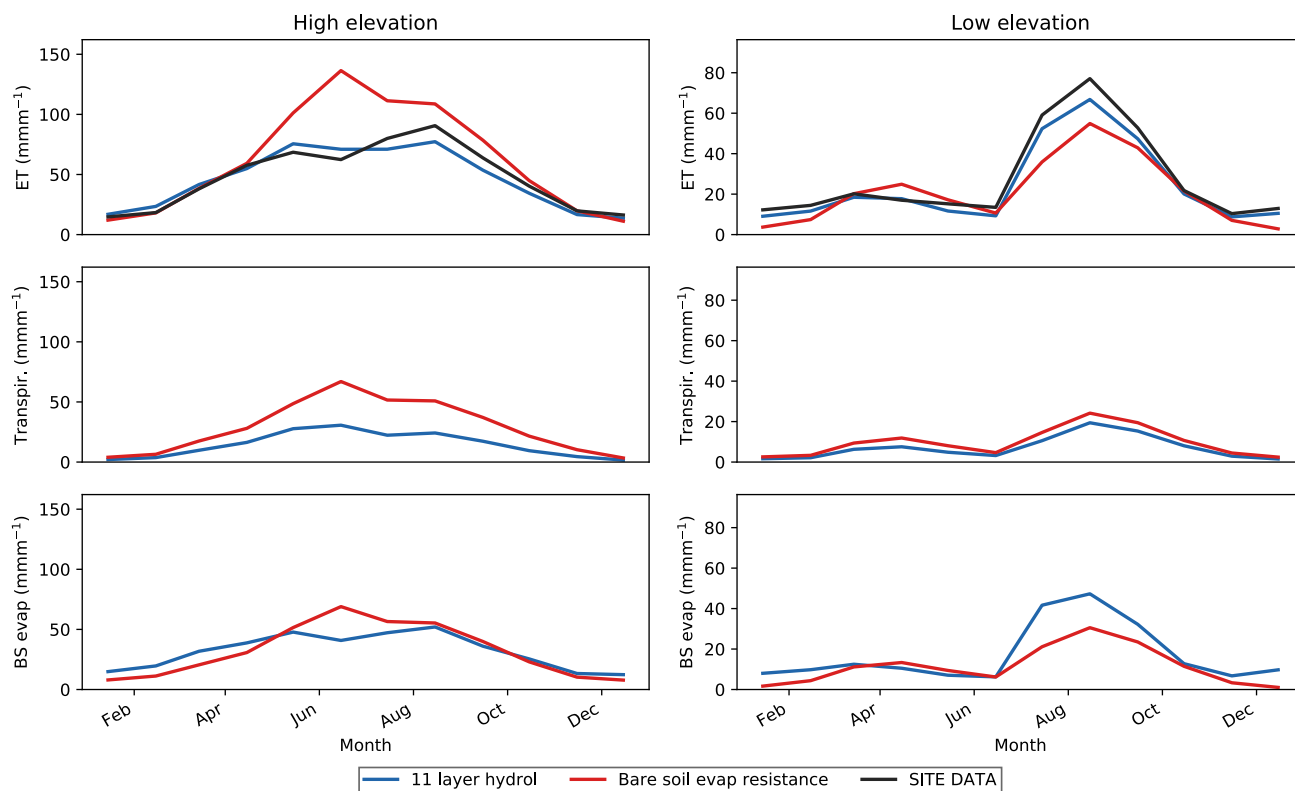 High elevation
Low elevation
ET (mmm⁻¹)
150
100
50
0
ET (mmm⁻¹)
80
60
40
20
0
Transpir. (mmm⁻¹)
150
100
50
0
Transpir. (mmm⁻¹)
80
60
40
20
0
BS evap (mmm⁻¹)
150
100
50
0
BS evap (mmm⁻¹)
80
60
40
20
0
Feb Apr Jun Aug Oct Dec
Month
Feb Apr Jun Aug Oct Dec
Month
11 layer hydrol Bare soil evap resistance SITE DATA